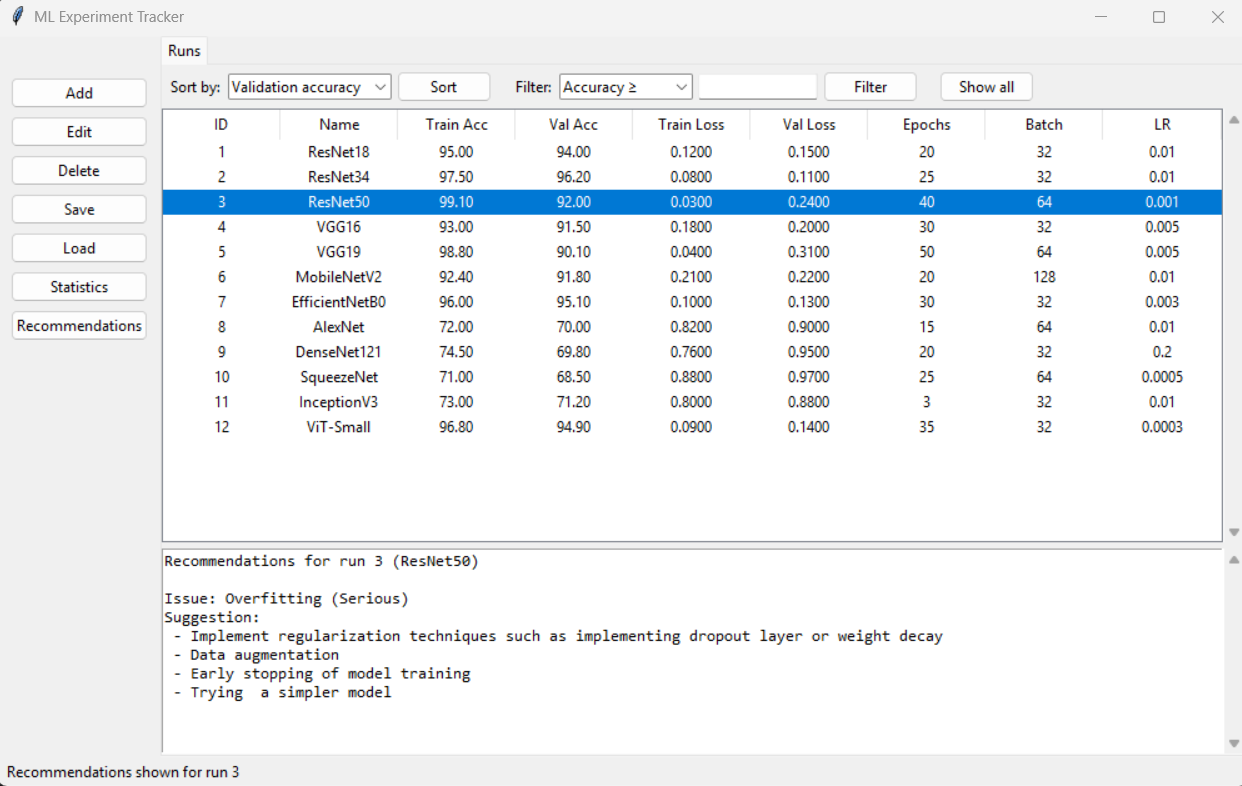 ML Experiment Tracker
Runs
Sort by: Validation accuracy Sort Filter: Accuracy ≥ Filter Show all
Add
Edit
Delete
Save
Load
Statistics
Recommendations
ID Name Train Acc Val Acc Train Loss Val Loss Epochs Batch LR
1 ResNet18 95.00 94.00 0.1200 0.1500 20 32 0.01
2 ResNet34 97.50 96.20 0.0800 0.1100 25 32 0.01
3 ResNet50 99.10 92.00 0.0300 0.2400 40 64 0.001
4 VGG16 93.00 91.50 0.1800 0.2000 30 32 0.005
5 VGG19 98.80 90.10 0.0400 0.3100 50 64 0.005
6 MobileNetV2 92.40 91.80 0.2100 0.2200 20 128 0.01
7 EfficientNetB0 96.00 95.10 0.1000 0.1300 30 32 0.003
8 AlexNet 72.00 70.00 0.8200 0.9000 15 64 0.01
9 DenseNet121 74.50 69.80 0.7600 0.9500 20 32 0.2
10 SqueezeNet 71.00 68.50 0.8800 0.9700 25 64 0.0005
11 InceptionV3 73.00 71.20 0.8000 0.8800 3 32 0.01
12 ViT-Small 96.80 94.90 0.0900 0.1400 35 32 0.0003
Recommendations for run 3 (ResNet50)
Issue: Overfitting (Serious)
Suggestion:
- Implement regularization techniques such as implementing dropout layer or weight decay
- Data augmentation
- Early stopping of model training
- Trying  a simpler model
Recommendations shown for run 3